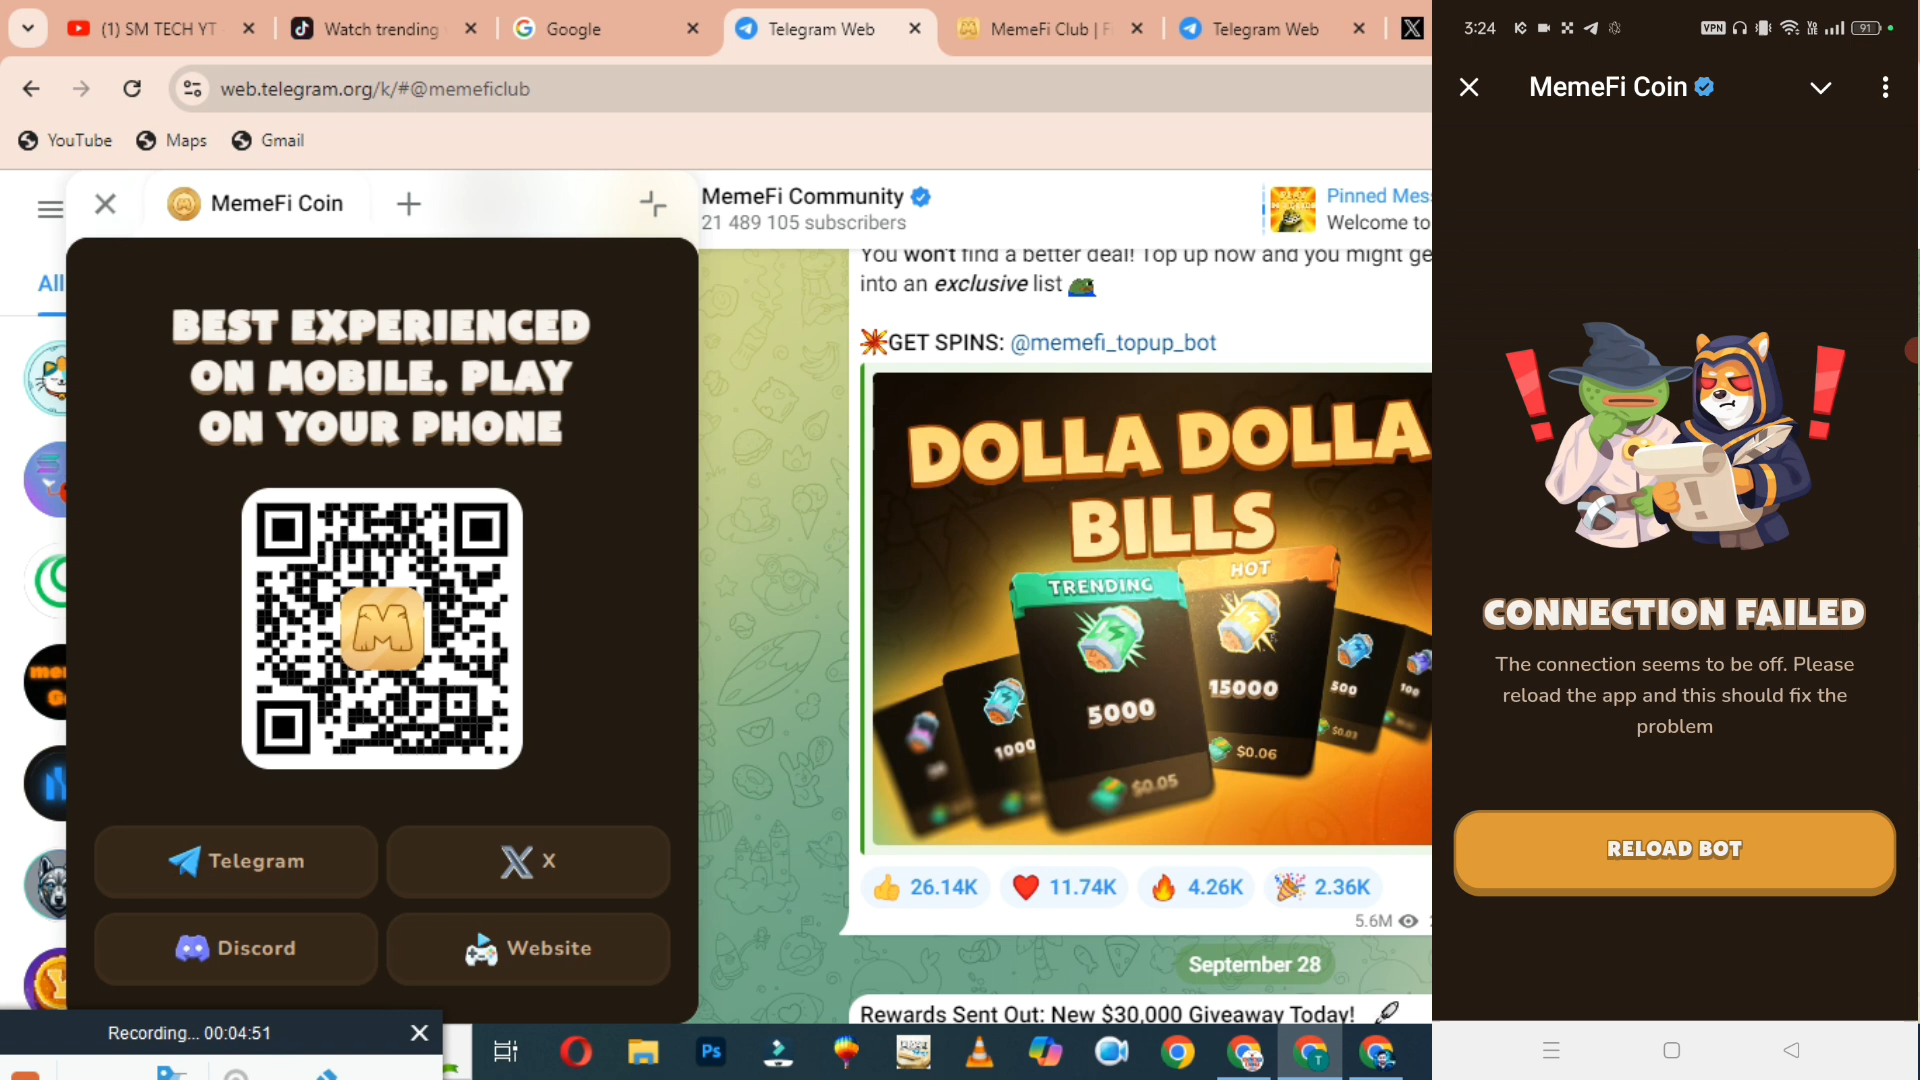 (1) SM TECH YT
Watch trending
Google
Telegram Web
MemeFi Club | F
Telegram Web
web.telegram.org/k/#@memeficlub
YouTube
Maps
Gmail
All
MemeFi Coin
BEST EXPERIENCED
ON MOBILE. PLAY
ON YOUR PHONE
Telegram
X
Discord
Website
Recording... 00:04:51
MemeFi Community
21 489 105 subscribers
Pinned Mes
Welcome to
You won't find a better deal! Top up now and you might ge
into an exclusive list
GET SPINS: @memefi_topup_bot
DOLLA DOLLA
BILLS
TRENDING
HOT
5000
15000
1000
500
100
$0.05
$0.06
$0.03
26.14K
11.74K
4.26K
2.36K
5.6M
September 28
Rewards Sent Out: New $30,000 Giveaway Today!
Ps
T
3:24
VPN
91
MemeFi Coin
CONNECTION FAILED
The connection seems to be off. Please
reload the app and this should fix the
problem
RELOAD BOT